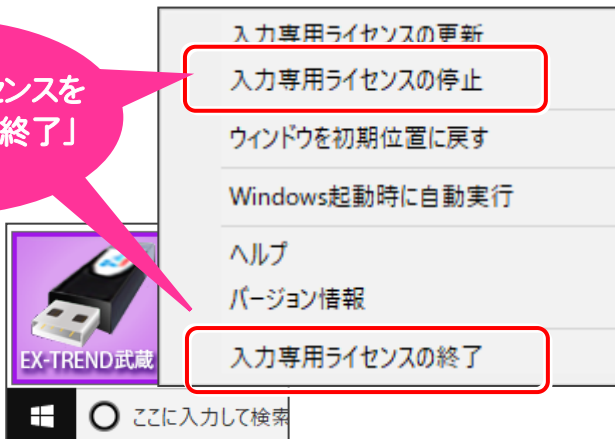 入力専用ライセンスの更新
入力専用ライセンスの停止
ウィンドウを初期位置に戻す
Windows起動時に自動実行
ヘルプ
バージョン情報
入力専用ライセンスの終了
センスを
終了」
EX-TREND武蔵
ここに入力して検索